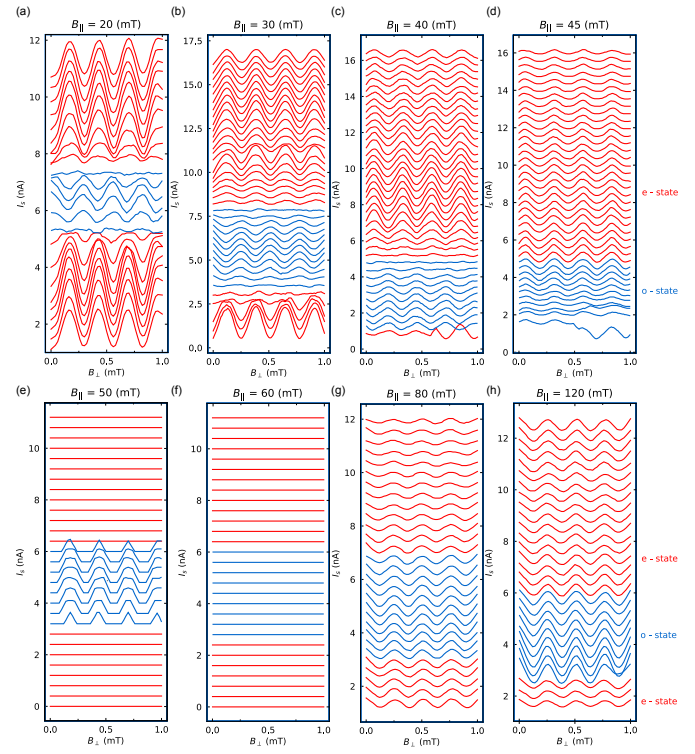 (a) B|| = 20 (mT)
(b) B|| = 30 (mT)
(c) B|| = 40 (mT)
(d) B|| = 45 (mT)
12
10
8
6
4
2
Is (nA)
0.0 0.5 1.0
B⊥ (mT)
17.5
15.0
12.5
10.0
7.5
5.0
2.5
0.0
Is (nA)
0.0 0.5 1.0
B⊥ (mT)
16
14
12
10
8
6
4
2
0
Is (nA)
0.0 0.5 1.0
B⊥ (mT)
16
14
12
10
8
6
4
2
0
Is (nA)
0.0 0.5 1.0
B⊥ (mT)
e - state
o - state
(e) B|| = 50 (mT)
(f) B|| = 60 (mT)
(g) B|| = 80 (mT)
(h) B|| = 120 (mT)
10
8
6
4
2
0
Is (nA)
0.0 0.5 1.0
B⊥ (mT)
10
8
6
4
2
0
Is (nA)
0.0 0.5 1.0
B⊥ (mT)
12
10
8
6
4
2
Is (nA)
0.0 0.5 1.0
B⊥ (mT)
12
10
8
6
4
2
Is (nA)
0.0 0.5 1.0
B⊥ (mT)
e - state
o - state
e - state